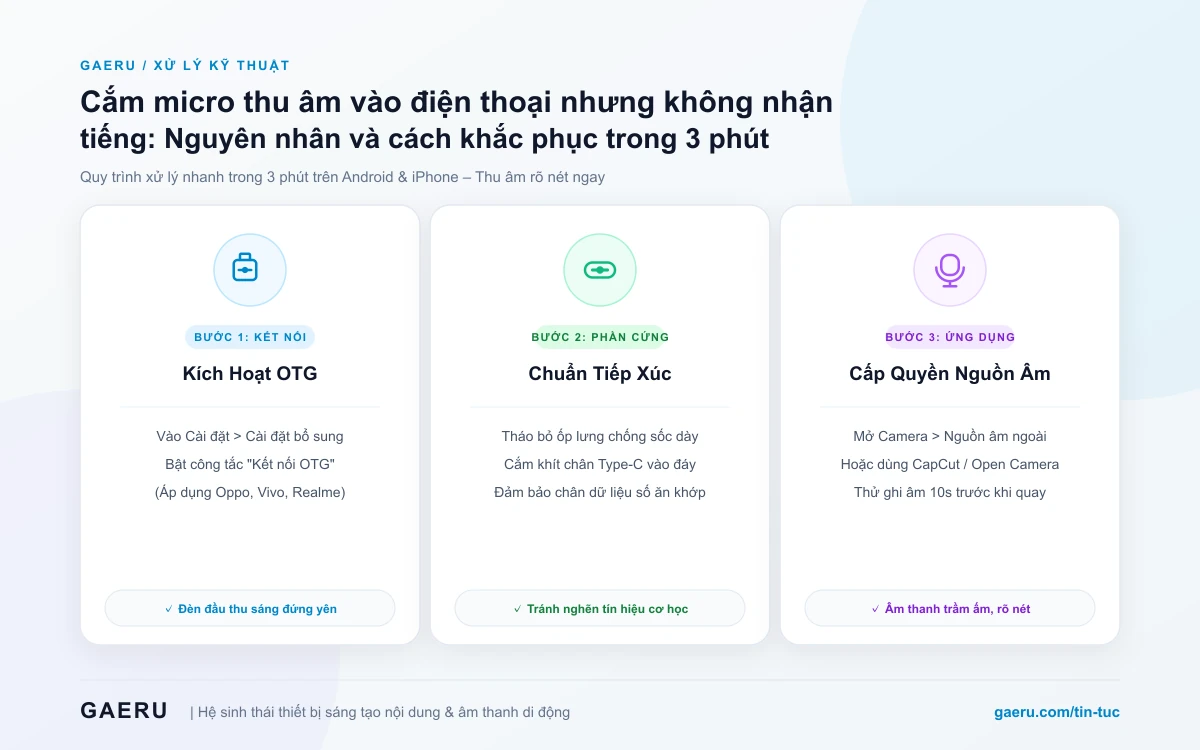 GAERU / XỬ LÝ KỸ THUẬT
Cắm micro thu âm vào điện thoại nhưng không nhận
tiếng: Nguyên nhân và cách khắc phục trong 3 phút
Quy trình xử lý nhanh trong 3 phút trên Android & iPhone – Thu âm rõ nét ngay
BƯỚC 1: KẾT NỐI
Kích Hoạt OTG
Vào Cài đặt > Cài đặt bổ sung
Bật công tắc "Kết nối OTG"
(Áp dụng Oppo, Vivo, Realme)
✓ Đèn đầu thu sáng đứng yên
BƯỚC 2: PHẦN CỨNG
Chuẩn Tiếp Xúc
Tháo bỏ ốp lưng chống sốc dày
Cắm khít chân Type-C vào đáy
Đảm bảo chân dữ liệu số ăn khớp
✓ Tránh nghẽn tín hiệu cơ học
BƯỚC 3: ỨNG DỤNG
Cấp Quyền Nguồn Âm
Mở Camera > Nguồn âm ngoài
Hoặc dùng CapCut / Open Camera
Thử ghi âm 10s trước khi quay
✓ Âm thanh trầm ấm, rõ nét
GAERU | Hệ sinh thái thiết bị sáng tạo nội dung & âm thanh di động
gaeru.com/tin-tuc